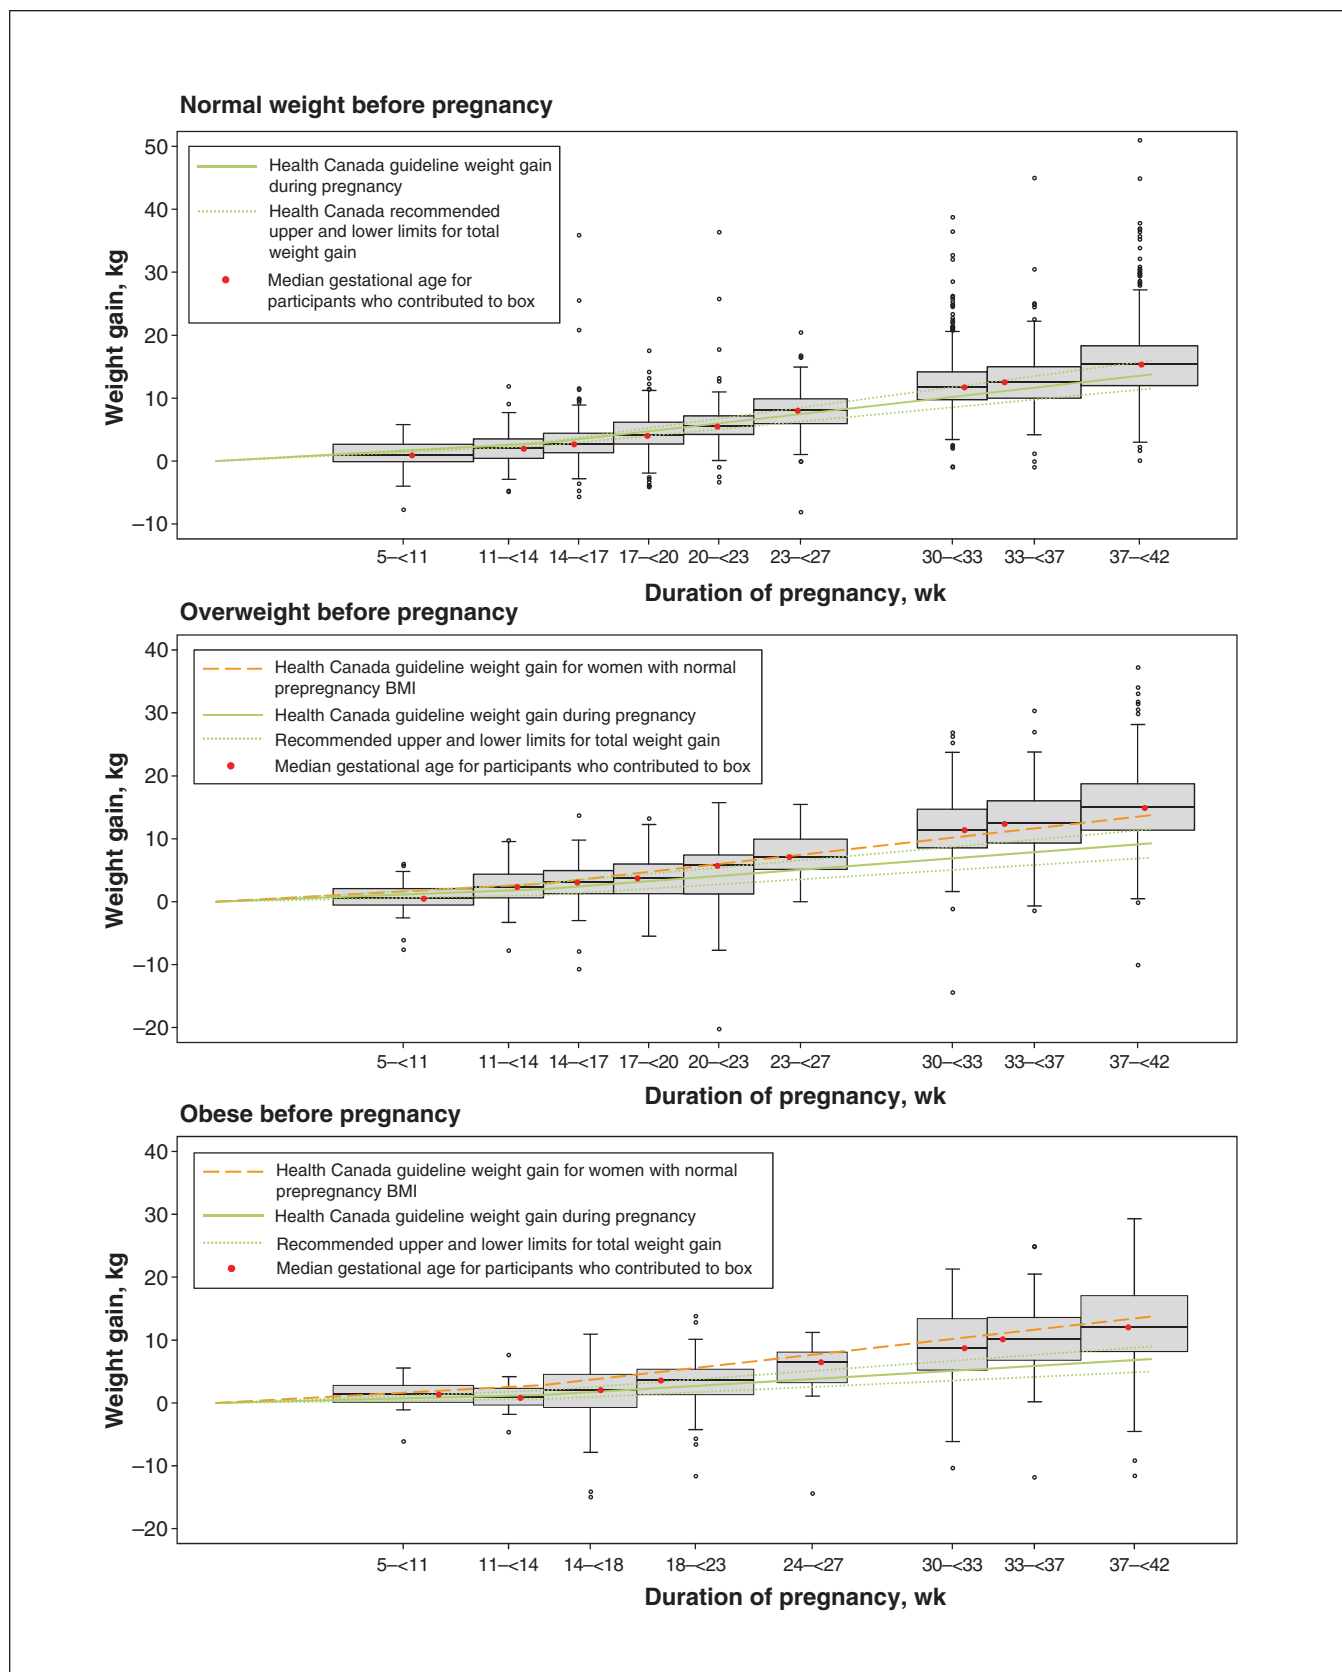 Normal weight before pregnancy
Weight gain, kg
50
40
30
20
10
0
–10
Health Canada guideline weight gain
during pregnancy
Health Canada recommended
upper and lower limits for total
weight gain
Median gestational age for
participants who contributed to box
5–<11 11–<14 14–<17 17–<20 20–<23 23–<27 30–<33 33–<37 37–<42
Duration of pregnancy, wk
Overweight before pregnancy
Weight gain, kg
40
30
20
10
0
–10
–20
Health Canada guideline weight gain for women with normal
prepregnancy BMI
Health Canada guideline weight gain during pregnancy
Recommended upper and lower limits for total weight gain
Median gestational age for participants who contributed to box
5–<11 11–<14 14–<17 17–<20 20–<23 23–<27 30–<33 33–<37 37–<42
Duration of pregnancy, wk
Obese before pregnancy
Weight gain, kg
40
30
20
10
0
–10
–20
Health Canada guideline weight gain for women with normal
prepregnancy BMI
Health Canada guideline weight gain during pregnancy
Recommended upper and lower limits for total weight gain
Median gestational age for participants who contributed to box
5–<11 11–<14 14–<18 18–<23 24–<27 30–<33 33–<37 37–<42
Duration of pregnancy, wk